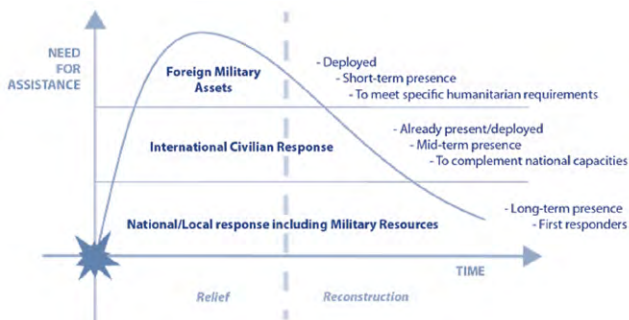 NEED
FOR
ASSISTANCE
Foreign Military
Assets
- Deployed
- Short-term presence
- To meet specific humanitarian requirements
International Civilian Response
- Already present/deployed
- Mid-term presence
- To complement national capacities
National/Local response including Military Resources
- Long-term presence
- First responders
TIME
Relief
Reconstruction